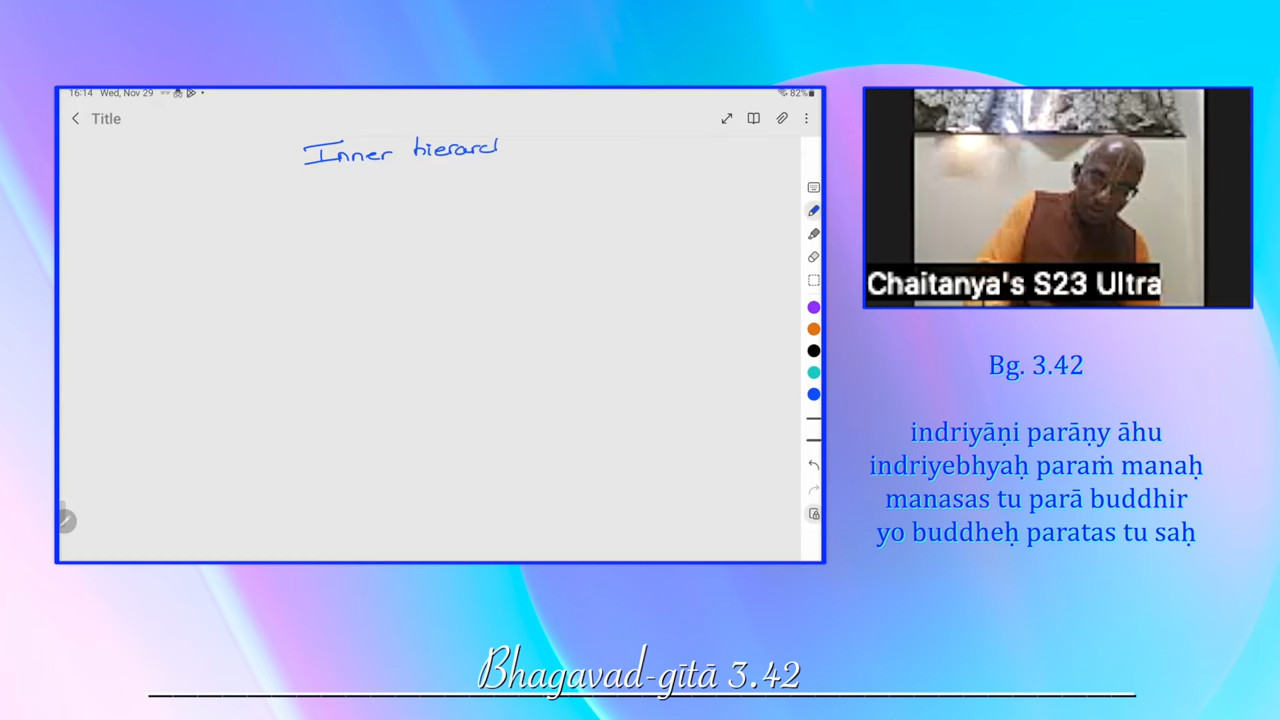 16:14 Wed, Nov 29
82%
Title
Inner hierarc
Chaitanya's S23 Ultra
Bg. 3.42
indriyāṇi parāṇy āhu
indriyebhyaḥ paraṁ manaḥ
manasas tu parā buddhir
yo buddheḥ paratas tu saḥ
Bhagavad-gītā 3.42